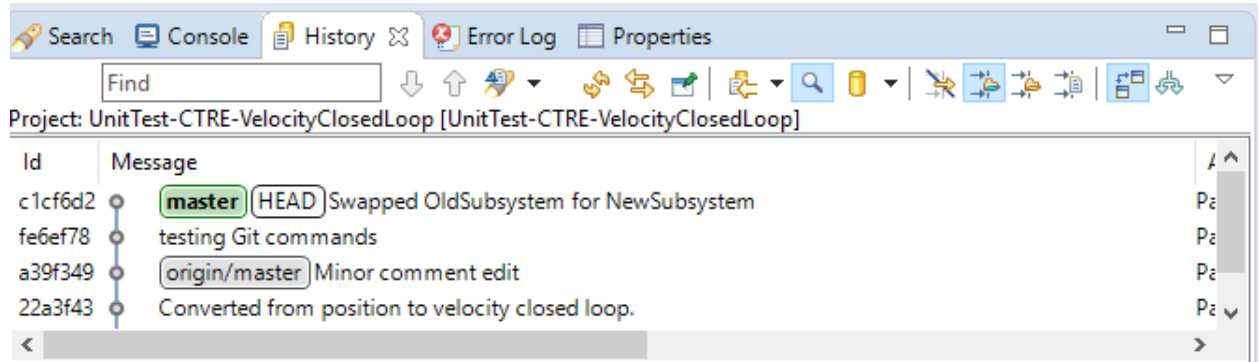 Search Console History Error Log Properties
Find
Project: UnitTest-CTRE-VelocityClosedLoop [UnitTest-CTRE-VelocityClosedLoop]
Id Message
c1cf6d2 master HEAD Swapped OldSubsystem for NewSubsystem
fe6ef78 testing Git commands
a39f349 origin/master Minor comment edit
22a3f43 Converted from position to velocity closed loop.